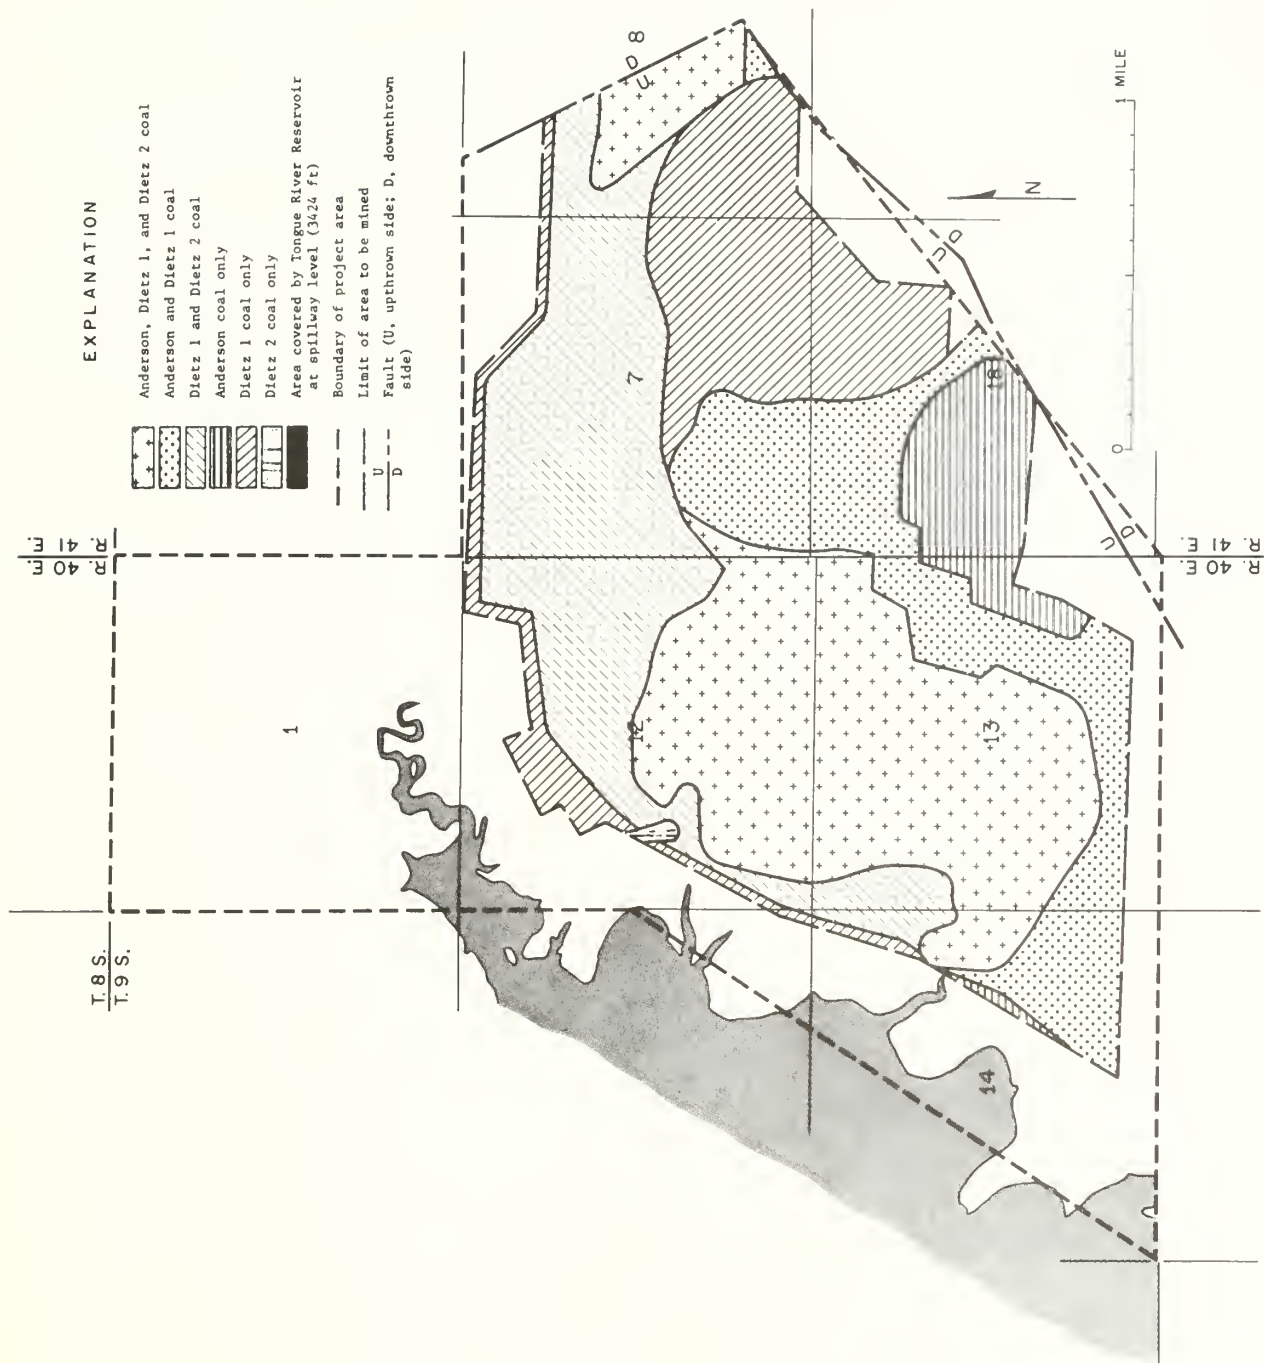 EXPLANATION
Anderson, Dietz 1, and Dietz 2 coal
Anderson and Dietz 1 coal
Dietz 1 and Dietz 2 coal
Anderson coal only
Dietz 1 coal only
Dietz 2 coal only
Area covered by Tongue River Reservoir
at spillway level (3424 ft)
Boundary of project area
Limit of area to be mined
U
D
Fault (U, upthrown side; D, downthrown
side)
T. 8 S.
T. 9 S.
R. 40 E.
R. 41 E.
1
U
D
8
7
12
13
18
14
U
D
U
D
N
0
1 MILE
R. 40 E.
R. 41 E.